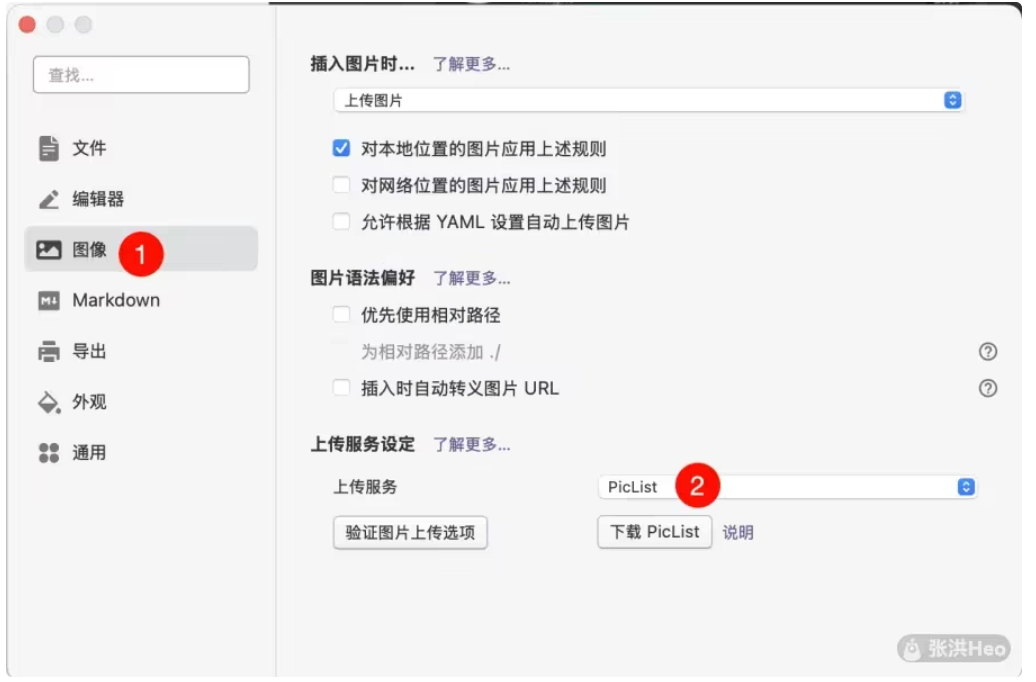 查找...
文件
编辑器
图像 1
Markdown
导出
外观
通用
插入图片时... 了解更多...
上传图片
对本地位置的图片应用上述规则
对网络位置的图片应用上述规则
允许根据 YAML 设置自动上传图片
图片语法偏好 了解更多...
优先使用相对路径
为相对路径添加 ./
插入时自动转义图片 URL
上传服务设定 了解更多...
上传服务 PicList 2
验证图片上传选项 下载 PicList 说明
张洪Heo